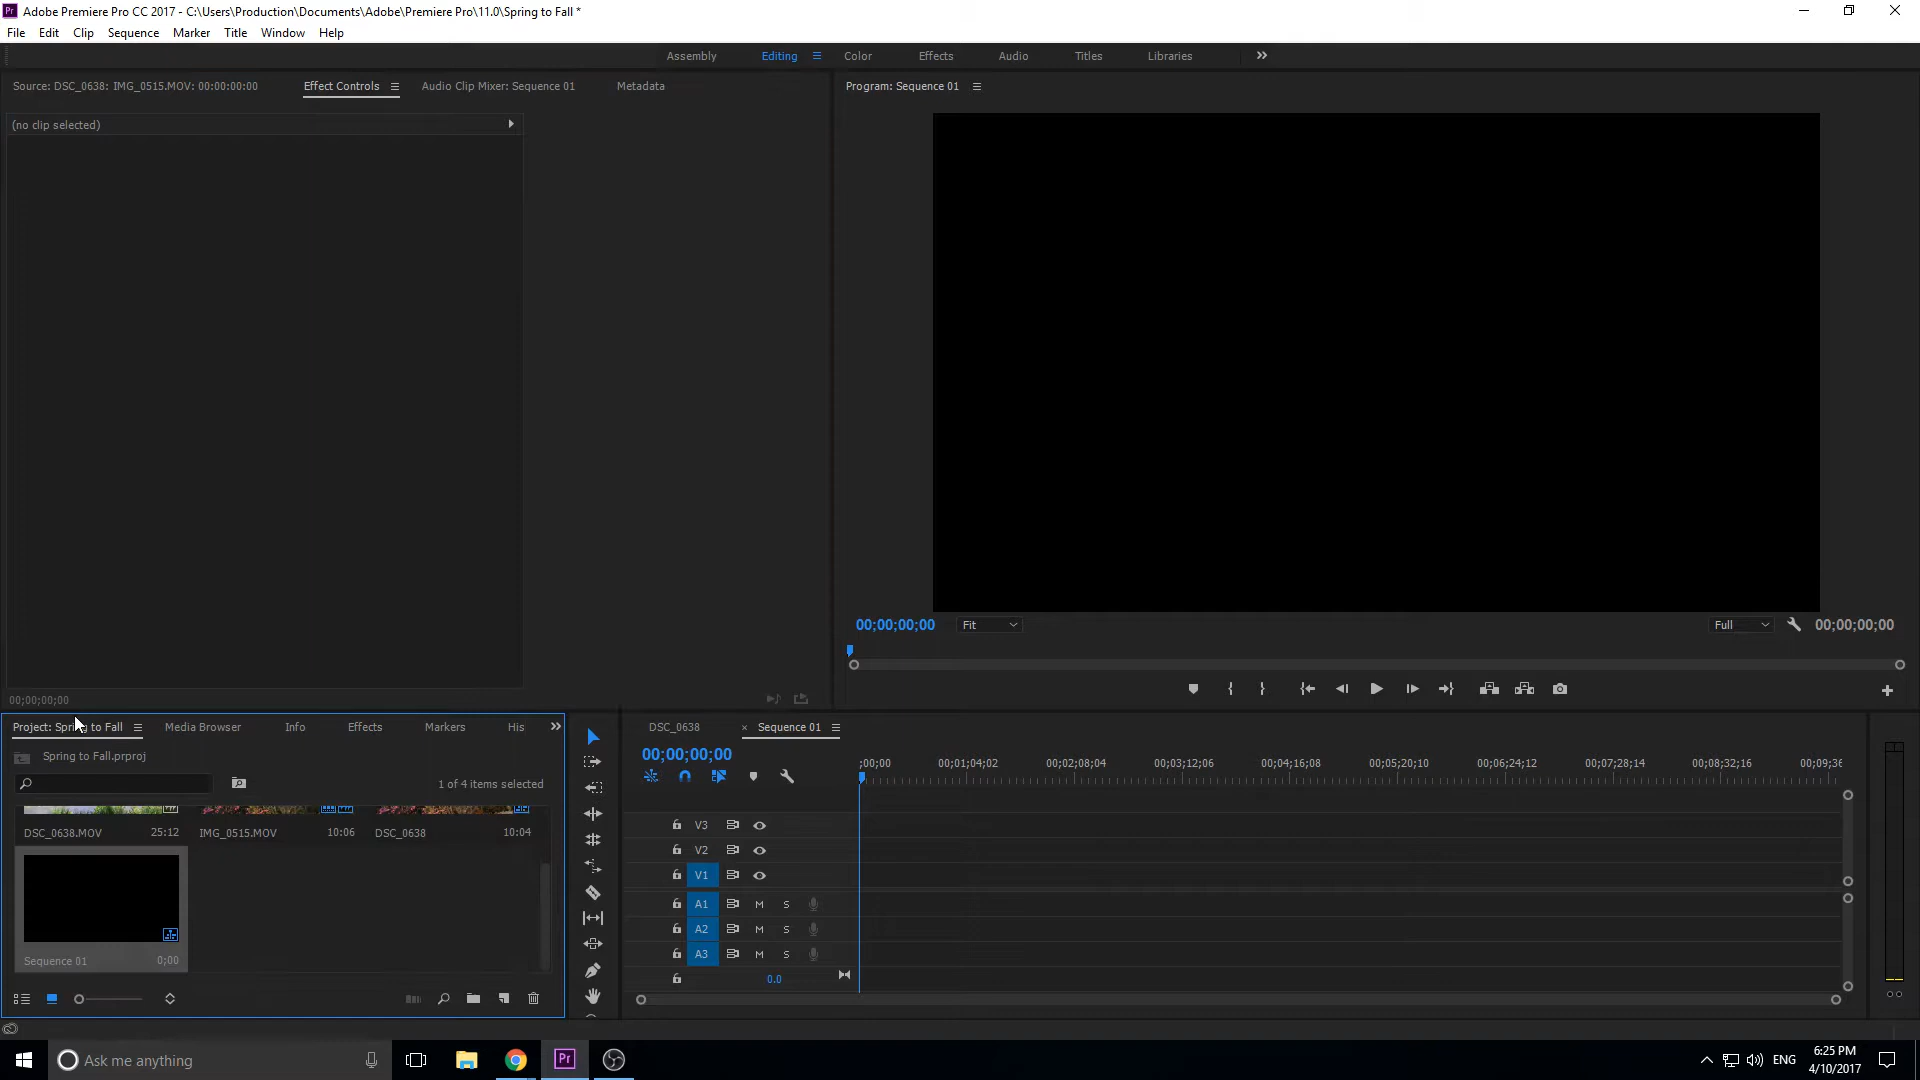 Adobe Premiere Pro CC 2017 - C:\Users\Production\Documents\Adobe\Premiere Pro\11.0\Spring to Fall *
File Edit Clip Sequence Marker Title Window Help
Assembly Editing Color Effects Audio Titles Libraries
Source: DSC_0638: IMG_0515.MOV: 00:00:00:00 Effect Controls Audio Clip Mixer: Sequence 01 Metadata
Program: Sequence 01
(no clip selected)
00;00;00;00 Fit Full 00;00;00;00
00;00;00;00
Project: Spring to Fall Media Browser Info Effects Markers His
Spring to Fall.prproj
1 of 4 items selected
DSC_0638.MOV 25:12 IMG_0515.MOV 10:06 DSC_0638 10:04
Sequence 01 0;00
DSC_0638 × Sequence 01
00;00;00;00
;00;00 00;01;04;02 00;02;08;04 00;03;12;06 00;04;16;08 00;05;20;10 00;06;24;12 00;07;28;14 00;08;32;16 00;09;36
V3
V2
V1
A1 M S
A2 M S
A3 M S
0.0
Ask me anything
Pr
ENG
6:25 PM
4/10/2017